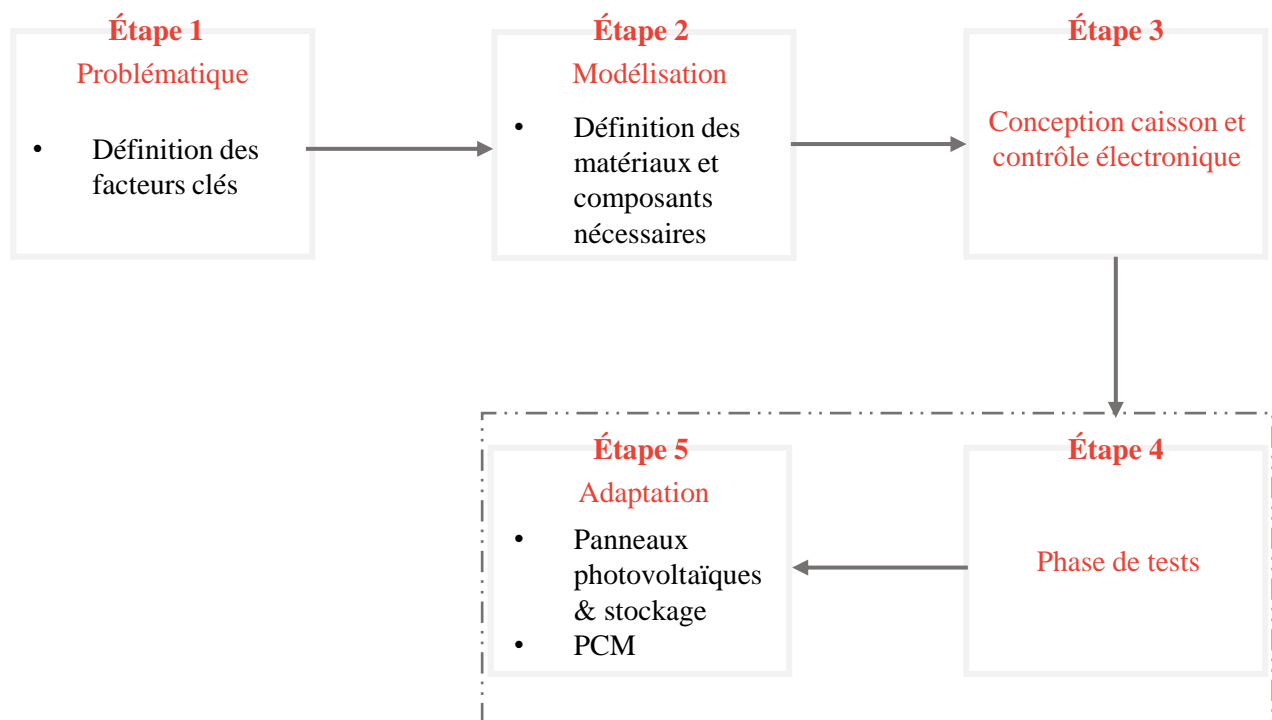 Étape 1
Problématique
• Définition des
facteurs clés
Étape 2
Modélisation
• Définition des
matériaux et
composants
nécessaires
Étape 3
Conception caisson et
contrôle électronique
Étape 4
Phase de tests
Étape 5
Adaptation
• Panneaux
photovoltaïques
& stockage
• PCM